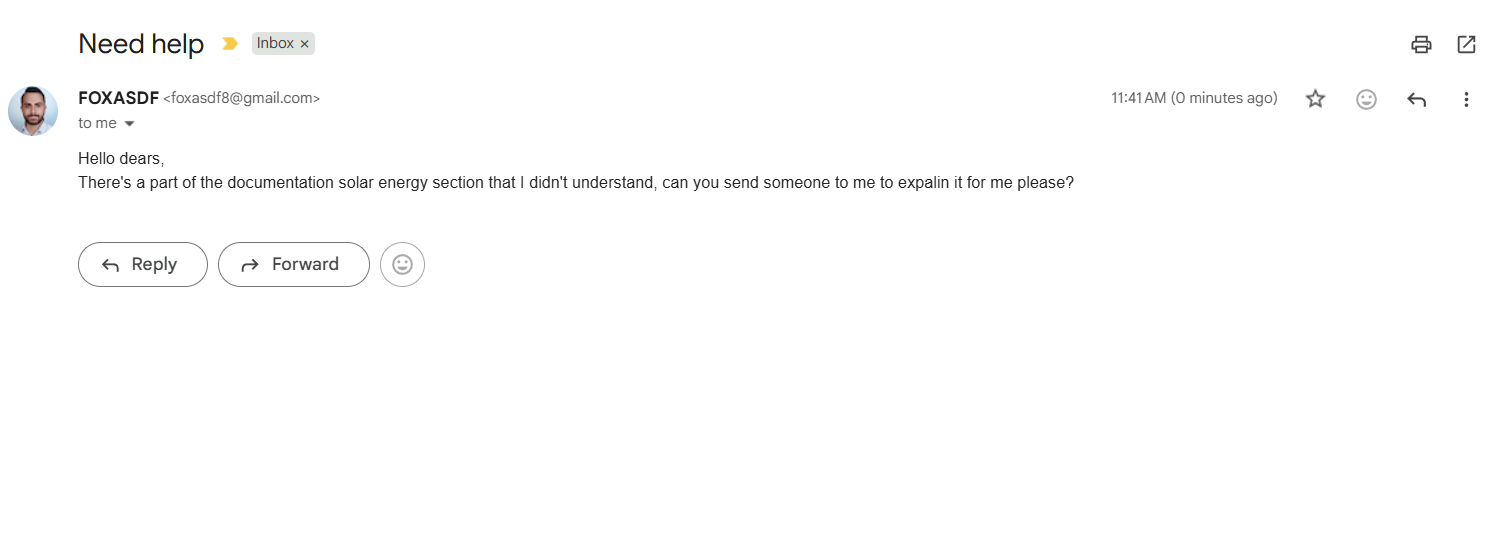 Need help
Inbox ×
FOXASDF <foxasdf8@gmail.com>
11:41 AM (0 minutes ago)
to me
Hello dears,
There's a part of the documentation solar energy section that I didn't understand, can you send someone to me to expalin it for me please?
Reply
Forward